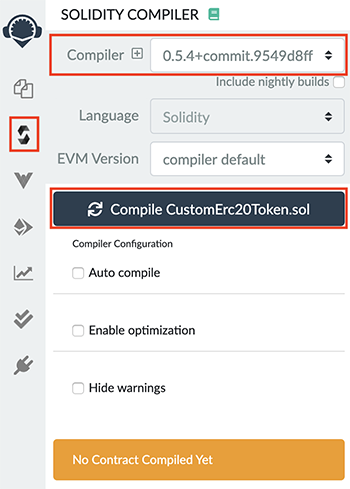 SOLIDITY COMPILER
Compiler 0.5.4+commit.9549d8ff
Include nightly builds
Language Solidity
EVM Version compiler default
Compile CustomErc20Token.sol
Compiler Configuration
Auto compile
Enable optimization
Hide warnings
No Contract Compiled Yet